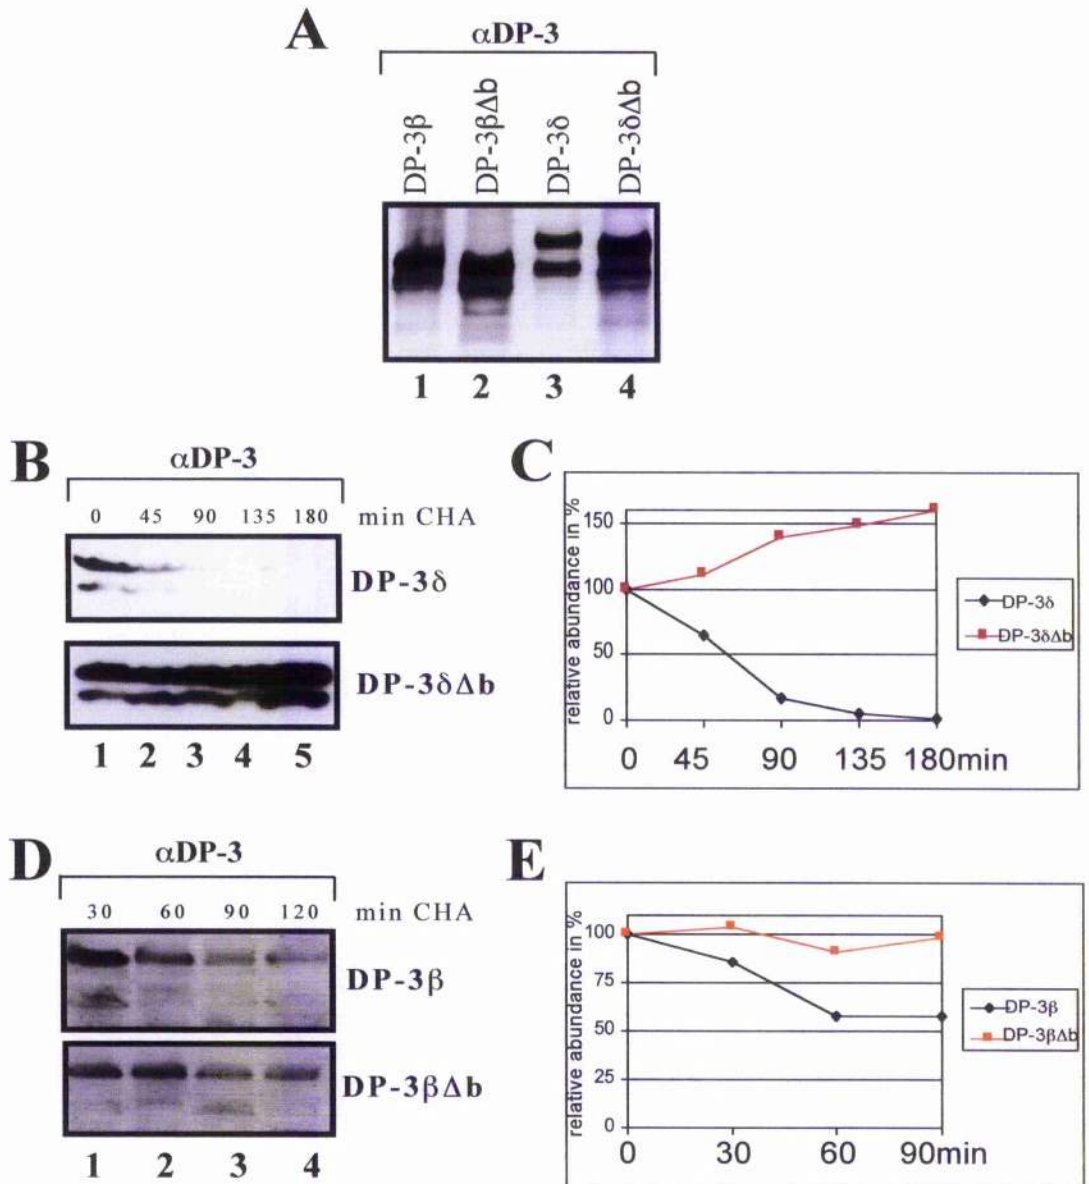 A
αDP-3
DP-3β
DP-3βΔb
DP-3δ
DP-3δΔb
1 2 3 4
B
αDP-3
0 45 90 135 180 min CHA
DP-3δ
DP-3δΔb
1 2 3 4 5
C
relative abundance in %
150
100
50
0
0 45 90 135 180min
DP-3δ
DP-3δΔb
D
αDP-3
30 60 90 120 min CHA
DP-3β
DP-3βΔb
1 2 3 4
E
relative abundance in %
100
75
50
25
0
0 30 60 90min
DP-3β
DP-3βΔb